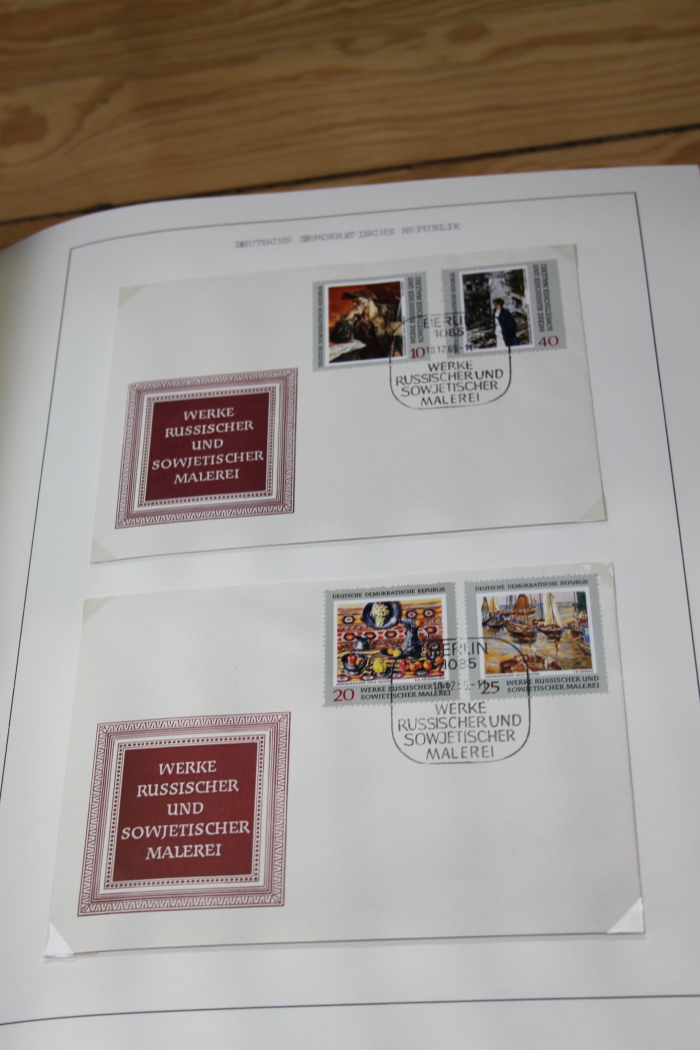 DEUTSCHE DEMOKRATISCHE REPUBLIK
10
40
BERLIN
1085
WERKE
RUSSISCHER UND
SOWJETISCHER
MALEREI
WERKE
RUSSISCHER
UND
SOWJETISCHER
MALEREI
DEUTSCHE DEMOKRATISCHE REPUBLIK
DEUTSCHE DEMOKRATISCHE REPUBLIK
20 WERKE RUSSISCHER UND
SOWJETISCHER MALEREI
25 WERKE RUSSISCHER UND
SOWJETISCHER MALEREI
BERLIN
1085
WERKE
RUSSISCHER UND
SOWJETISCHER
MALEREI
WERKE
RUSSISCHER
UND
SOWJETISCHER
MALEREI